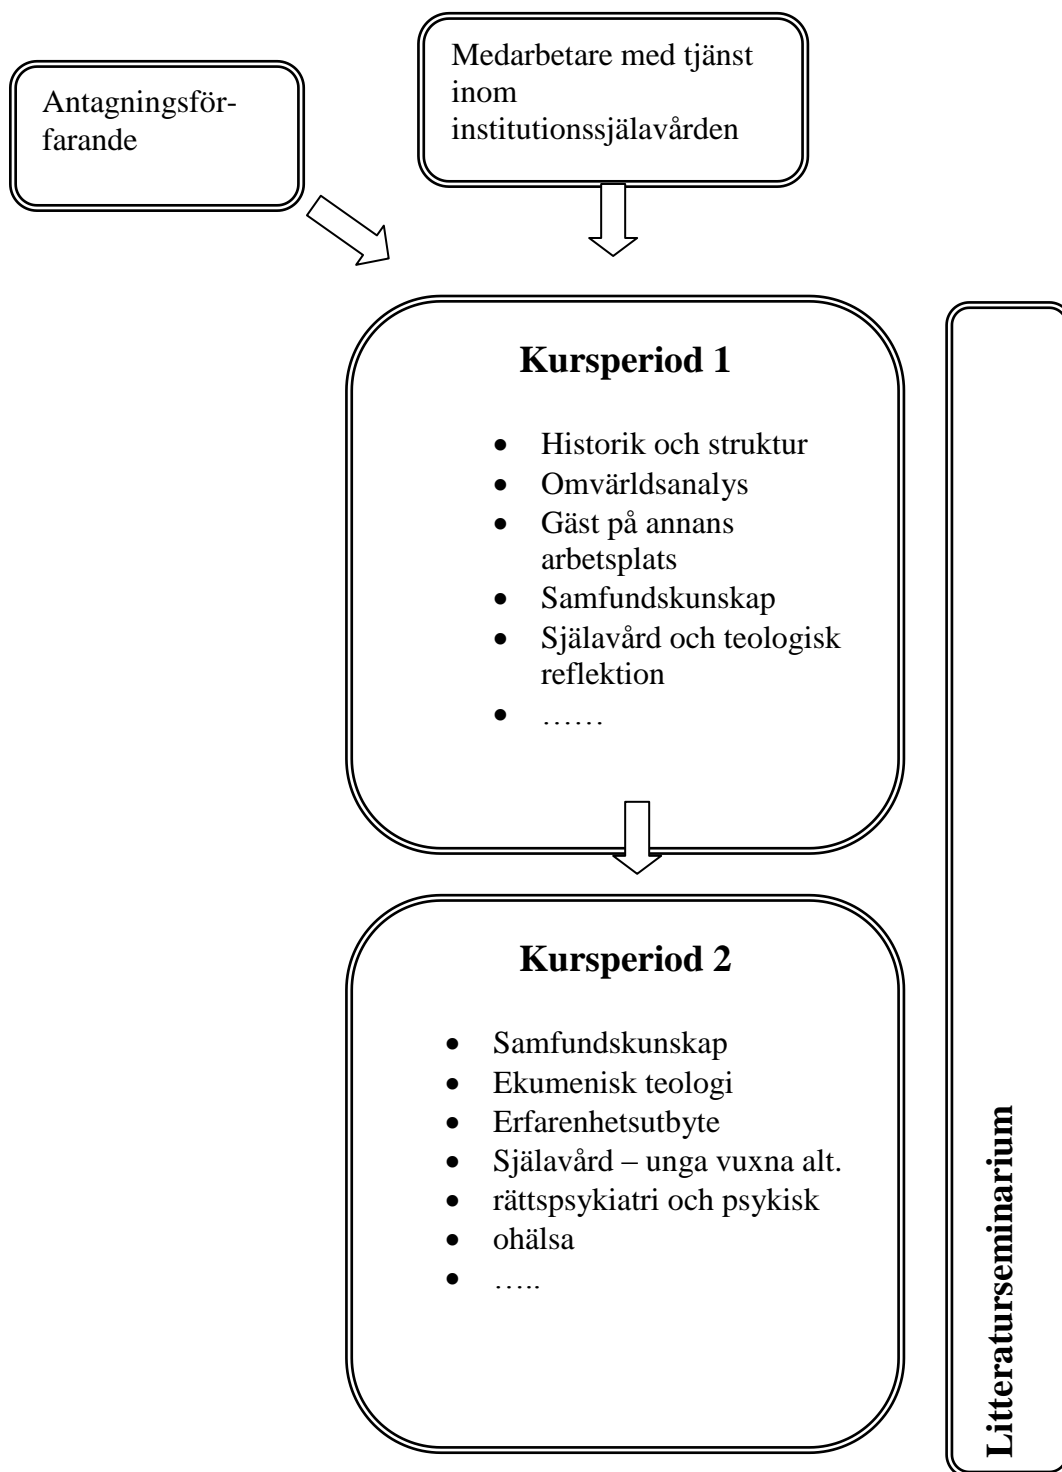 Antagningsför-
farande
Medarbetare med tjänst
inom
institutionssjälavården
Kursperiod 1
• Historik och struktur
• Omvärldsanalys
• Gäst på annans
arbetsplats
• Samfundskunskap
• Själavård och teologisk
reflektion
• ……
Kursperiod 2
• Samfundskunskap
• Ekumenisk teologi
• Erfarenhetsutbyte
• Själavård – unga vuxna alt.
• rättspsykiatri och psykisk
• ohälsa
• …..
Litteraturseminarium